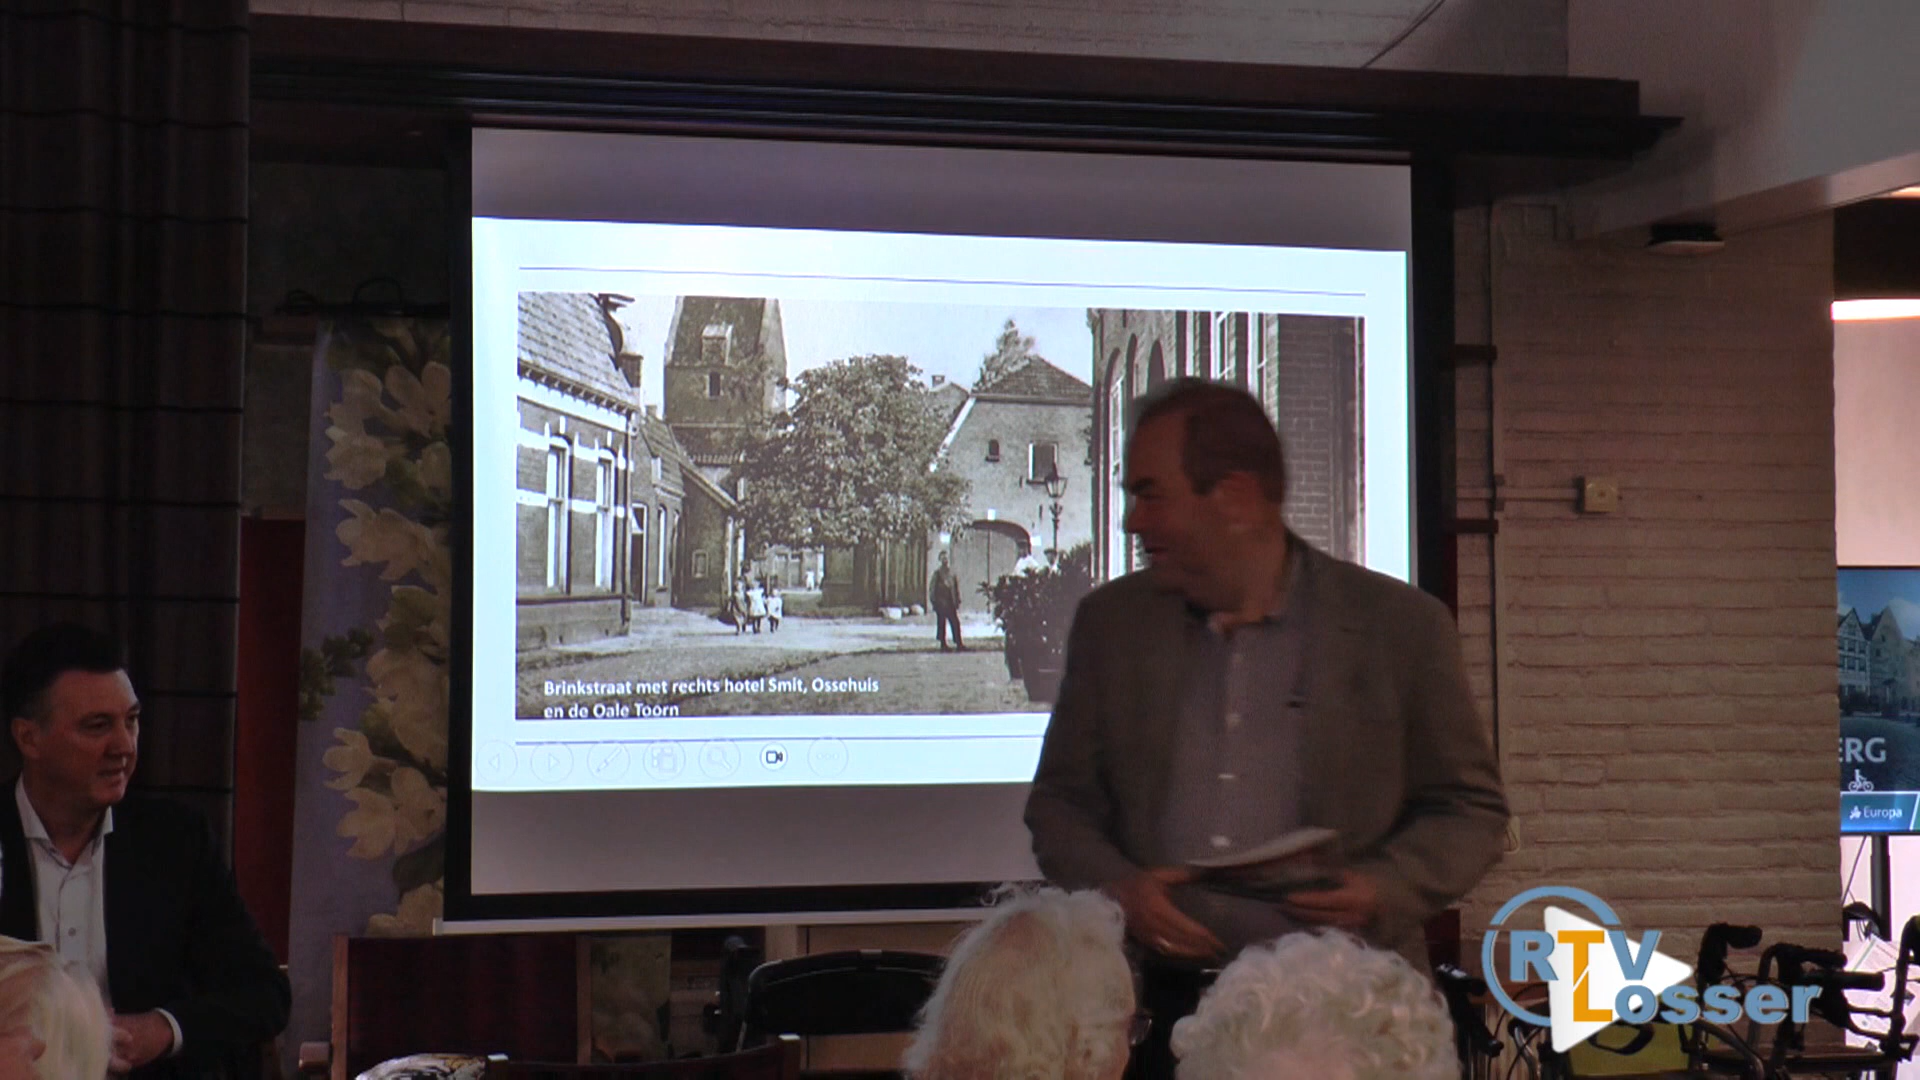 Brinkstraat met rechts hotel Smit, Ossehuis
en de Oale Toorn
ERG
Europa
RTV
Losser